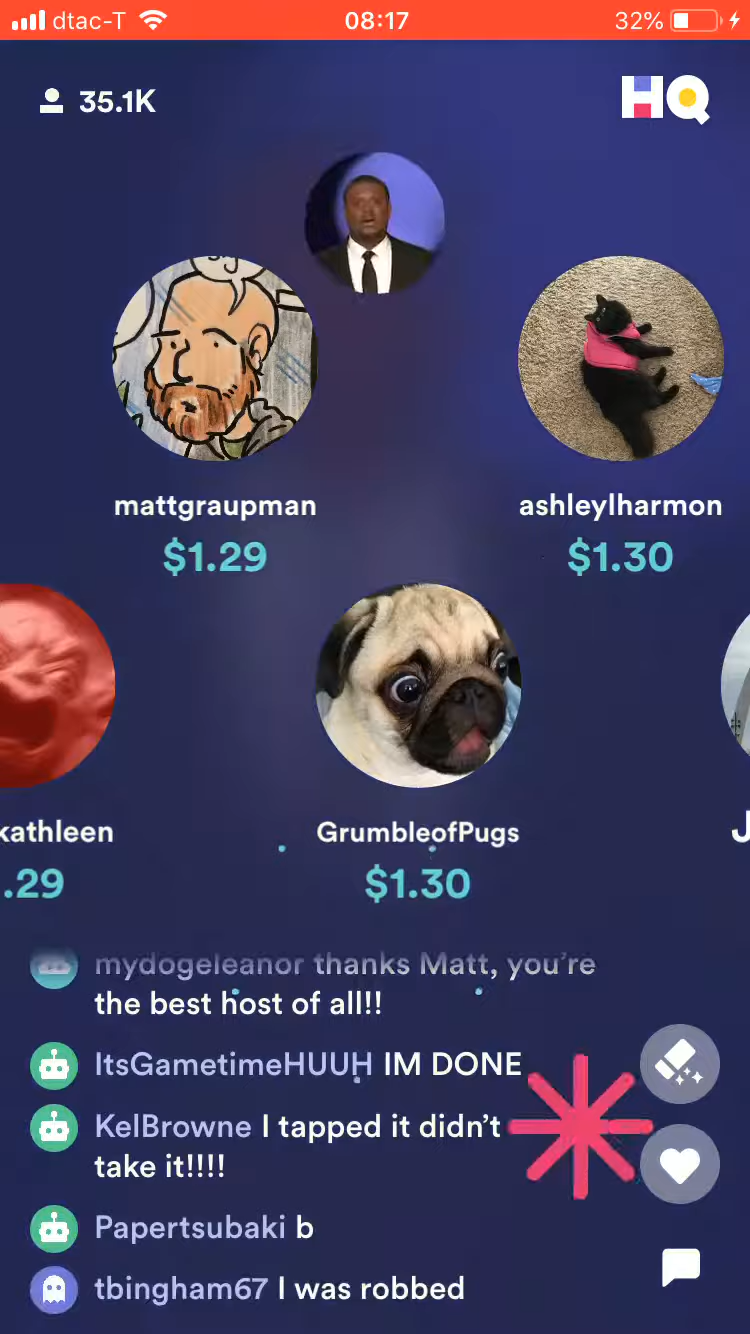 dtac-T 08:17 32%
35.1K HQ
mattgraupman ashleylharmon
$1.29 $1.30
kathleen GrumbleofPugs J
.29 $1.30
mydogeleanor thanks Matt, you're
the best host of all!!
ItsGametimeHUUH IM DONE
KelBrowne I tapped it didn't
take it!!!!
Papertsubaki b
tbingham67 I was robbed